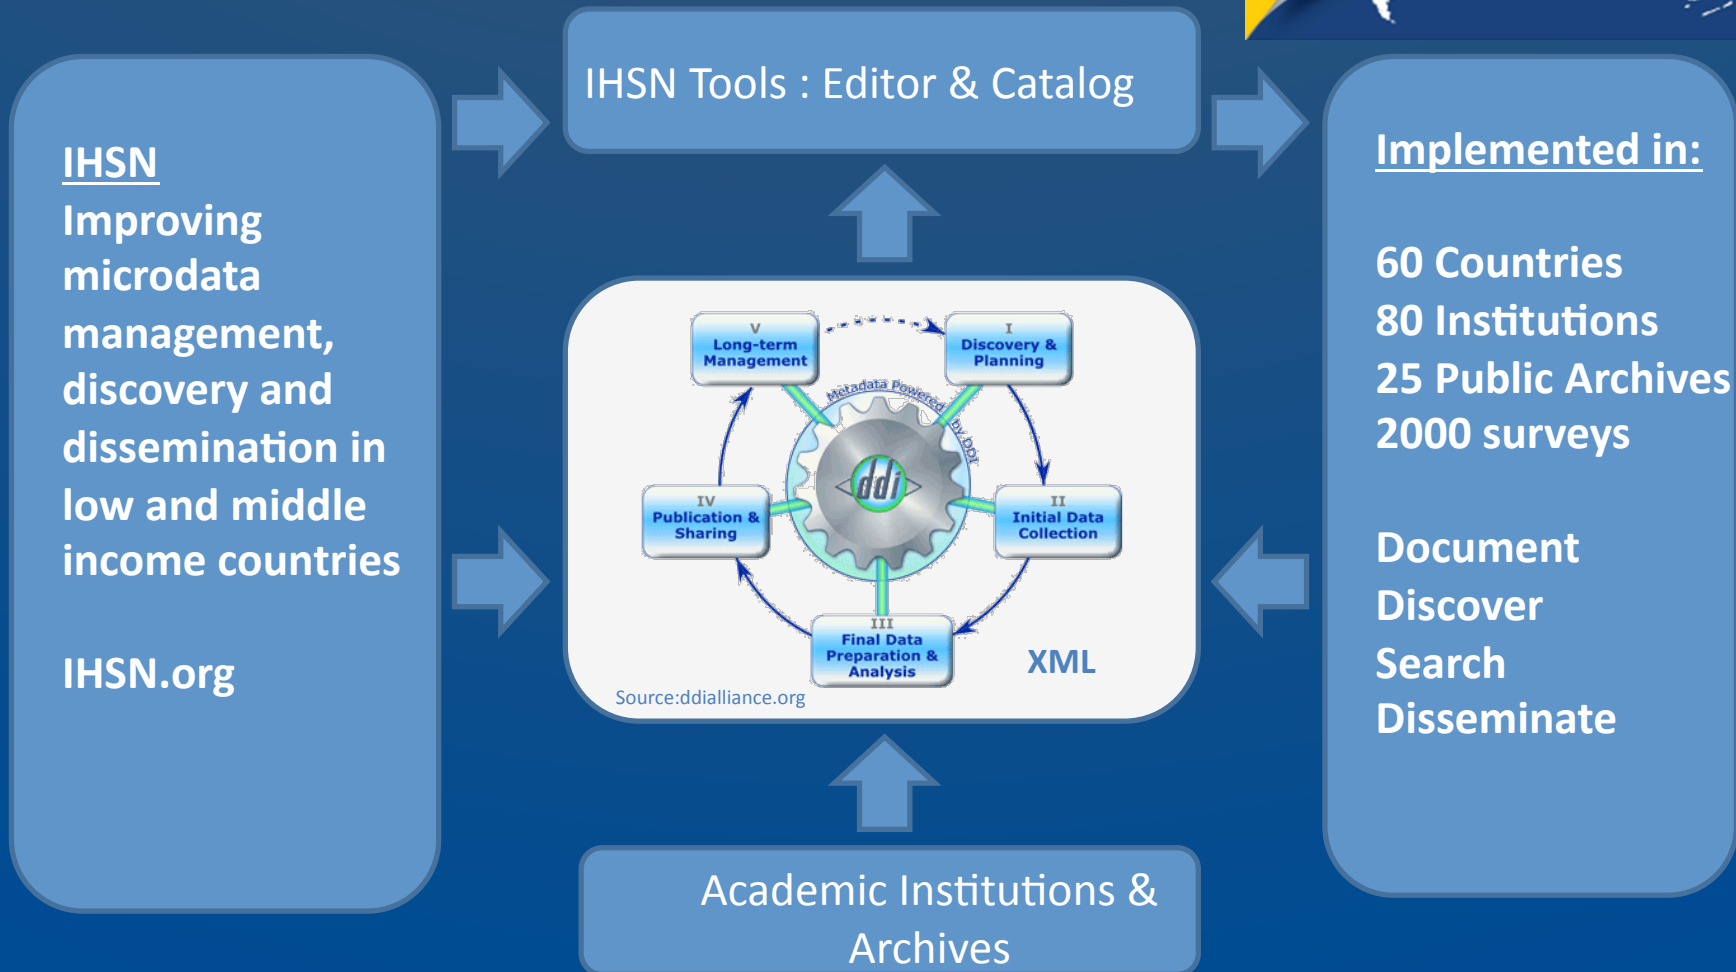 IHSN Tools : Editor & Catalog
IHSN
Improving
microdata
management,
discovery and
dissemination in
low and middle
income countries
IHSN.org
V
Long-term
Management
I
Discovery &
Planning
Metadata Powered by DDI
ddi
IV
Publication &
Sharing
II
Initial Data
Collection
III
Final Data
Preparation &
Analysis
XML
Source:ddialliance.org
Implemented in:
60 Countries
80 Institutions
25 Public Archives
2000 surveys
Document
Discover
Search
Disseminate
Academic Institutions &
Archives